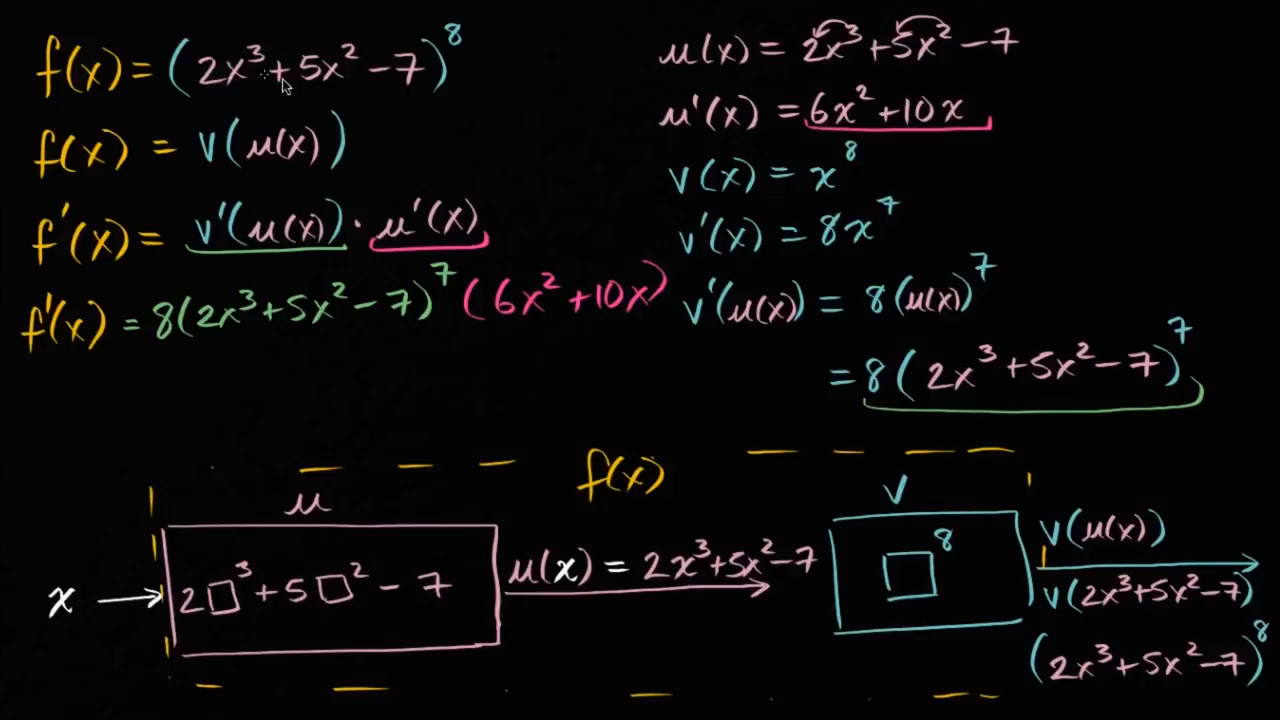 f(x) = (2x³ + 5x² − 7)⁸
f(x) = v(u(x))
f'(x) = v'(u(x)) · u'(x)
f'(x) = 8(2x³ + 5x² − 7)⁷ (6x² + 10x)
u(x) = 2x³ + 5x² − 7
u'(x) = 6x² + 10x
v(x) = x⁸
v'(x) = 8x⁷
v'(u(x)) = 8(u(x))⁷
= 8(2x³ + 5x² − 7)⁷
f(x)
u
v
x → 2□³ + 5□² − 7
u(x) = 2x³ + 5x² − 7
□⁸
v(u(x))
v(2x³ + 5x² − 7)
(2x³ + 5x² − 7)⁸